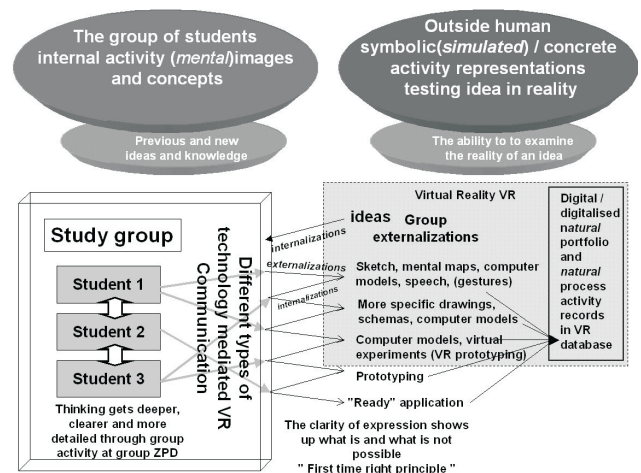 The group of students
internal activity (mental)images
and concepts
Outside human
symbolic(simulated) / concrete
activity representations
testing idea in reality
Previous and new
ideas and knowledge
The ability to to examine
the reality of an idea
Study group
Student 1
Student 2
Student 3
Thinking gets deeper,
clearer and more
detailed through group
activity at group ZPD
Different types of
technology mediated VR
Communication
internalizations
externalizations
internalizations
Virtual Reality VR
ideas Group
externalizations
Sketch, mental maps, computer
models, speech, (gestures)
More specific drawings,
schemas, computer models
Computer models, virtual
experiments (VR prototyping)
Prototyping
"Ready" application
Digital /
digitalised
natural
portfolio
and
natural
process
activity
records
in VR
database
The clarity of expression shows
up what is and what is not
possible
" First time right principle "